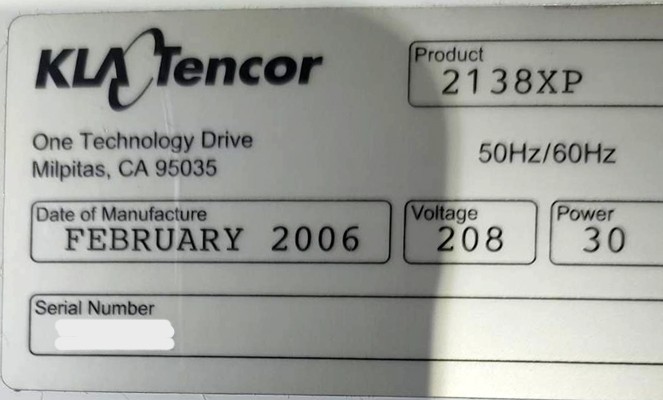 KLA Tencor
Product
2138XP
One Technology Drive
Milpitas, CA 95035
50Hz/60Hz
Date of Manufacture
FEBRUARY 2006
Voltage
208
Power
30
Serial Number